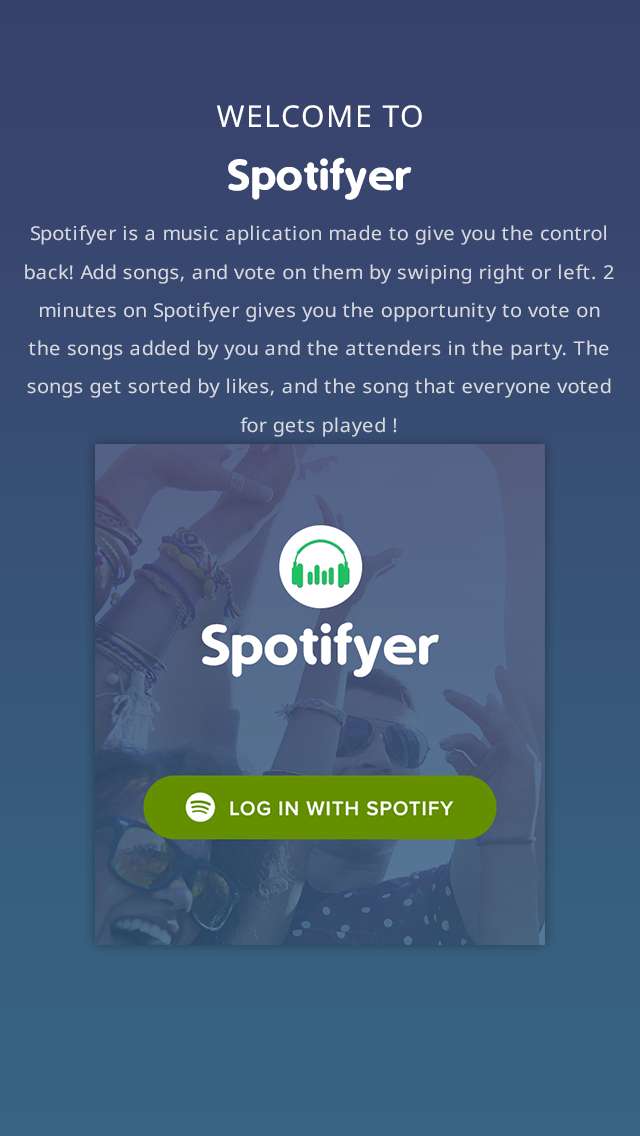 WELCOME TO
Spotifyer
Spotifyer is a music aplication made to give you the control
back! Add songs, and vote on them by swiping right or left. 2
minutes on Spotifyer gives you the opportunity to vote on
the songs added by you and the attenders in the party. The
songs get sorted by likes, and the song that everyone voted
for gets played !
Spotifyer
LOG IN WITH SPOTIFY